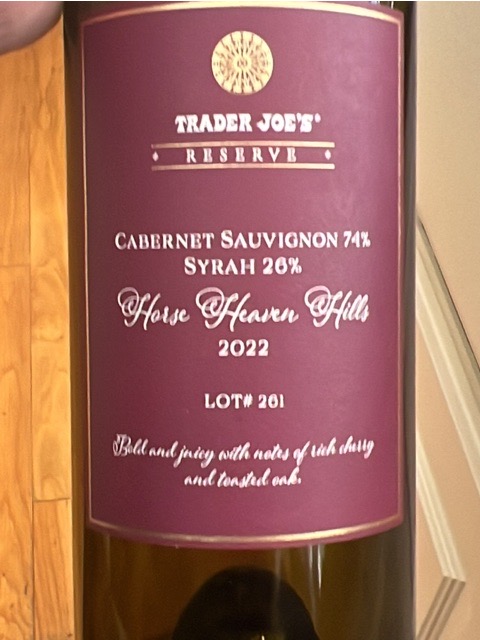 TRADER JOE'S®
RESERVE
CABERNET SAUVIGNON 74%
SYRAH 26%
Horse Heaven Hills
2022
LOT# 261
Bold and juicy with notes of rich cherry
and toasted oak.